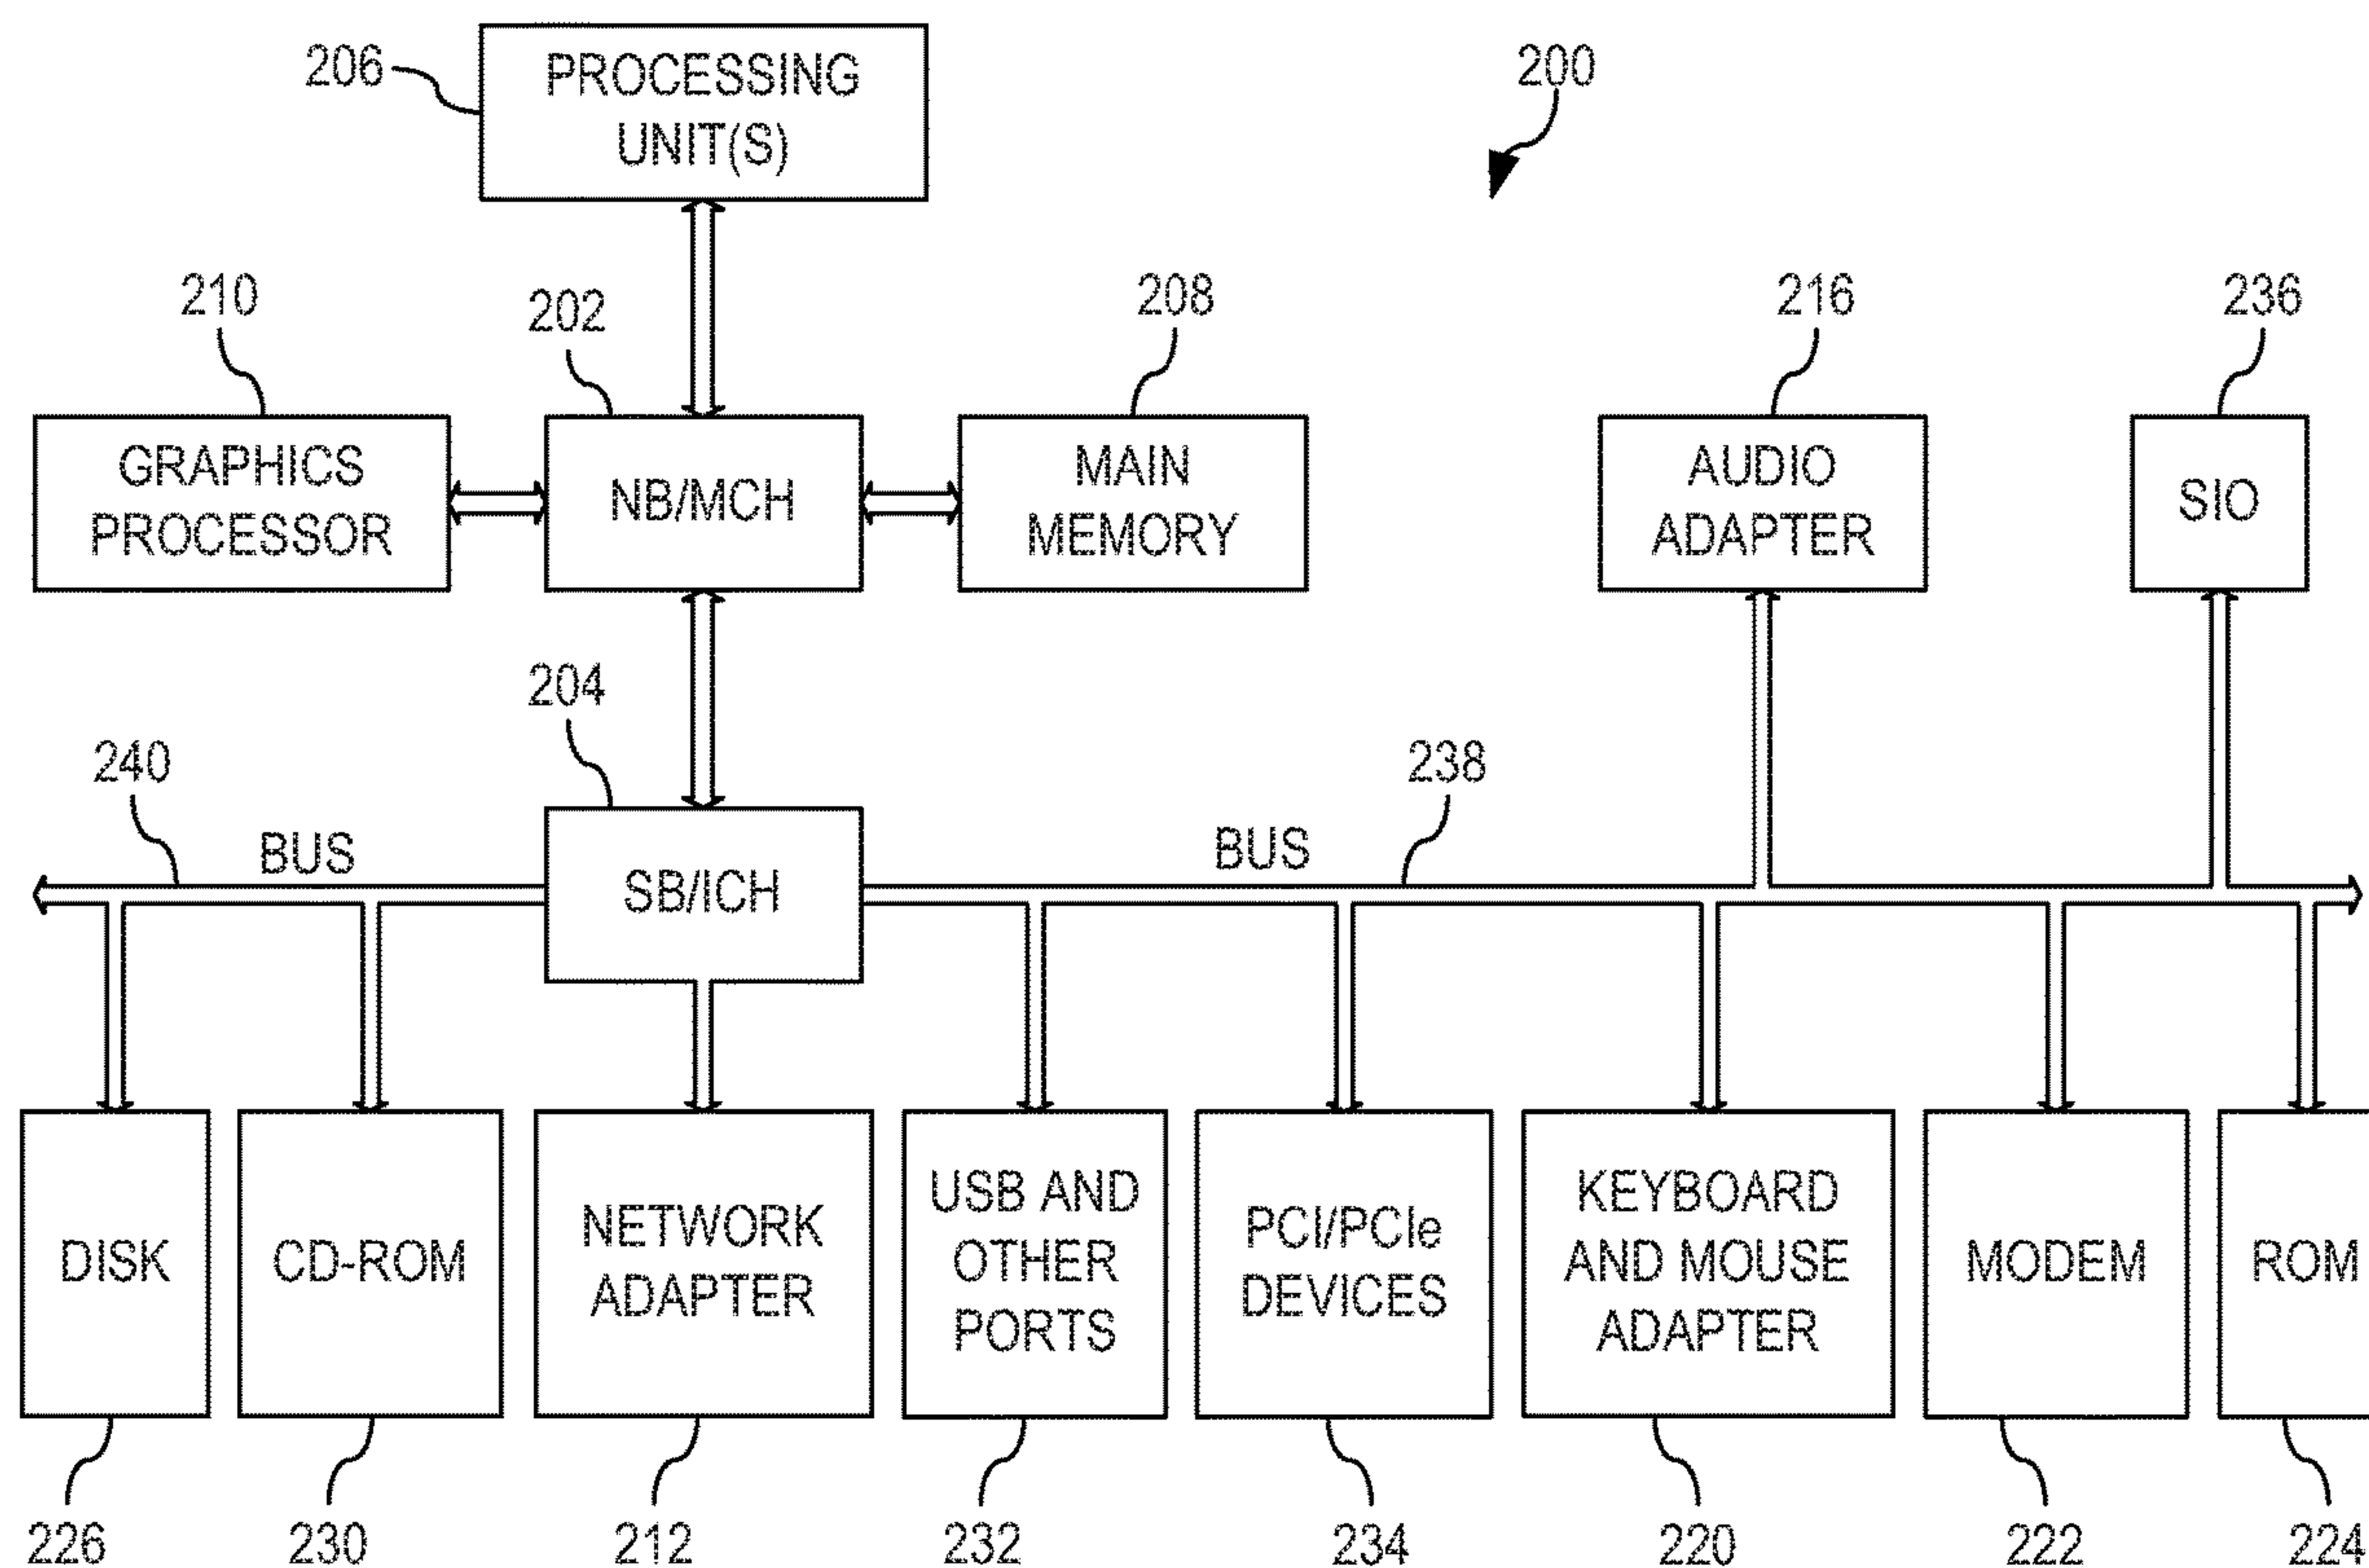 206
PROCESSING
UNIT(S)
200
210
202
208
216
236
GRAPHICS
PROCESSOR
NB/MCH
MAIN
MEMORY
AUDIO
ADAPTER
SIO
204
240
238
BUS
BUS
SB/ICH
DISK
CD-ROM
NETWORK
ADAPTER
USB AND
OTHER
PORTS
PCI/PCIe
DEVICES
KEYBOARD
AND MOUSE
ADAPTER
MODEM
ROM
226
230
212
232
234
220
222
224